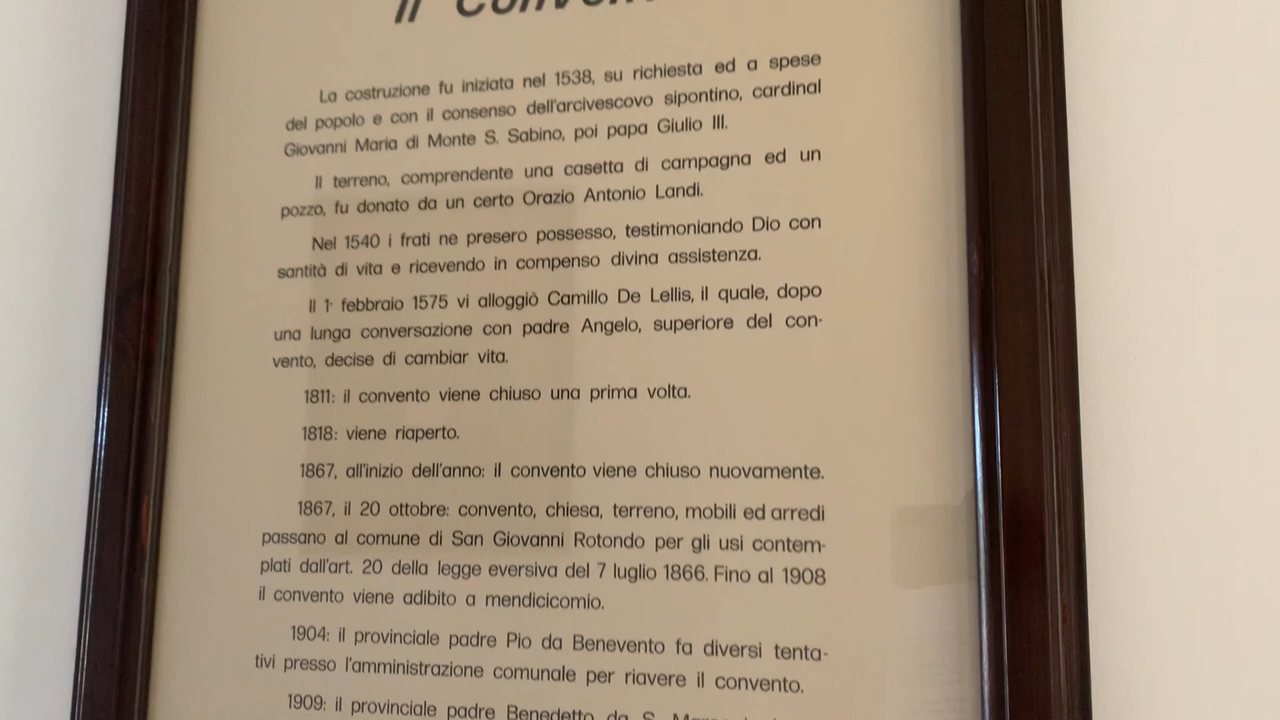 Il
La costruzione fu iniziata nel 1538, su richiesta ed a spese
del popolo e con il consenso dell'arcivescovo sipontino, cardinal
Giovanni Maria di Monte S. Sabino, poi papa Giulio III.
Il terreno, comprendente una casetta di campagna ed un
pozzo, fu donato da un certo Orazio Antonio Landi.
Nel 1540 i frati ne presero possesso, testimoniando Dio con
santità di vita e ricevendo in compenso divina assistenza.
Il 1° febbraio 1575 vi alloggiò Camillo De Lellis, il quale, dopo
una lunga conversazione con padre Angelo, superiore del con-
vento, decise di cambiar vita.
1811: il convento viene chiuso una prima volta.
1818: viene riaperto.
1867, all'inizio dell'anno: il convento viene chiuso nuovamente.
1867, il 20 ottobre: convento, chiesa, terreno, mobili ed arredi
passano al comune di San Giovanni Rotondo per gli usi contem-
plati dall'art. 20 della legge eversiva del 7 luglio 1866. Fino al 1908
il convento viene adibito a mendicicomio.
1904: il provinciale padre Pio da Benevento fa diversi tenta-
tivi presso l'amministrazione comunale per riavere il convento.
1909: il provinciale padre Benedetto da S.